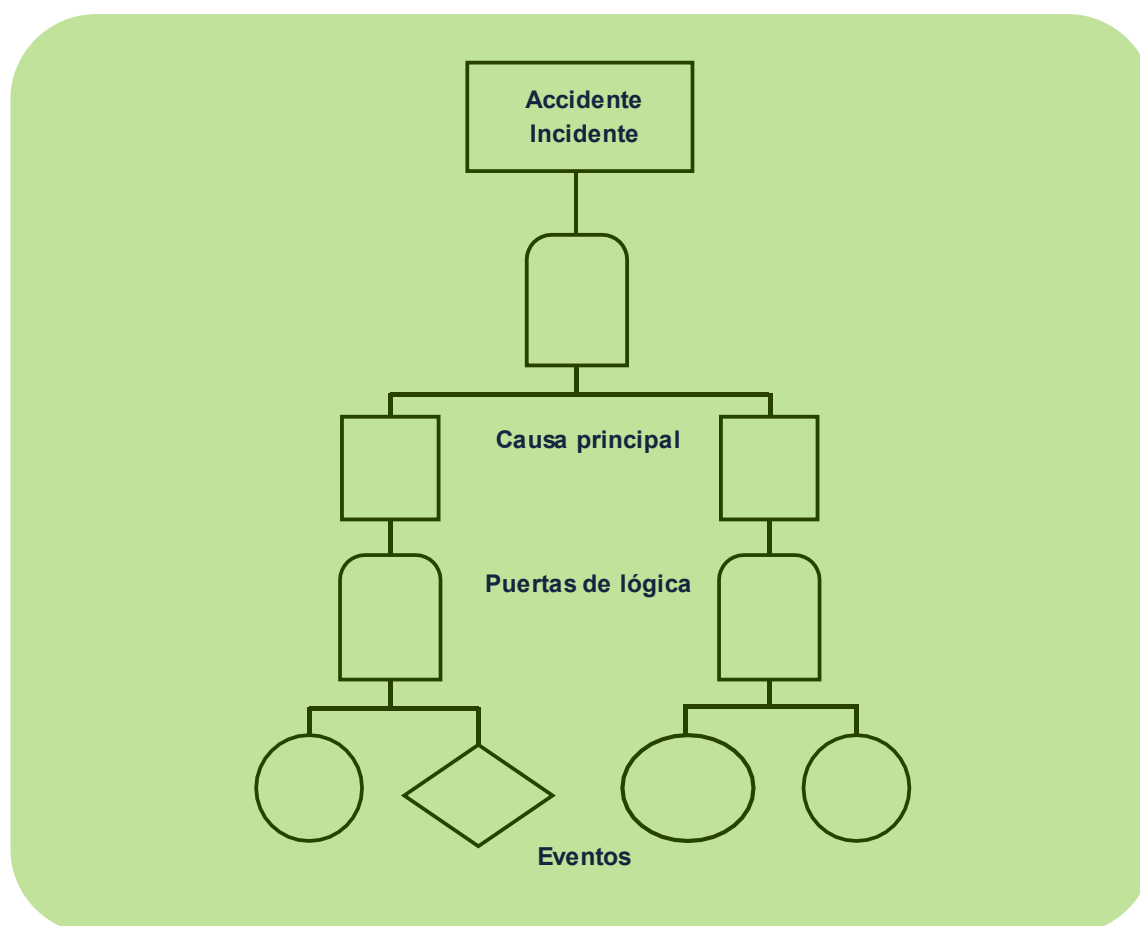 Accidente
Incidente
Causa principal
Puertas de lógica
Eventos